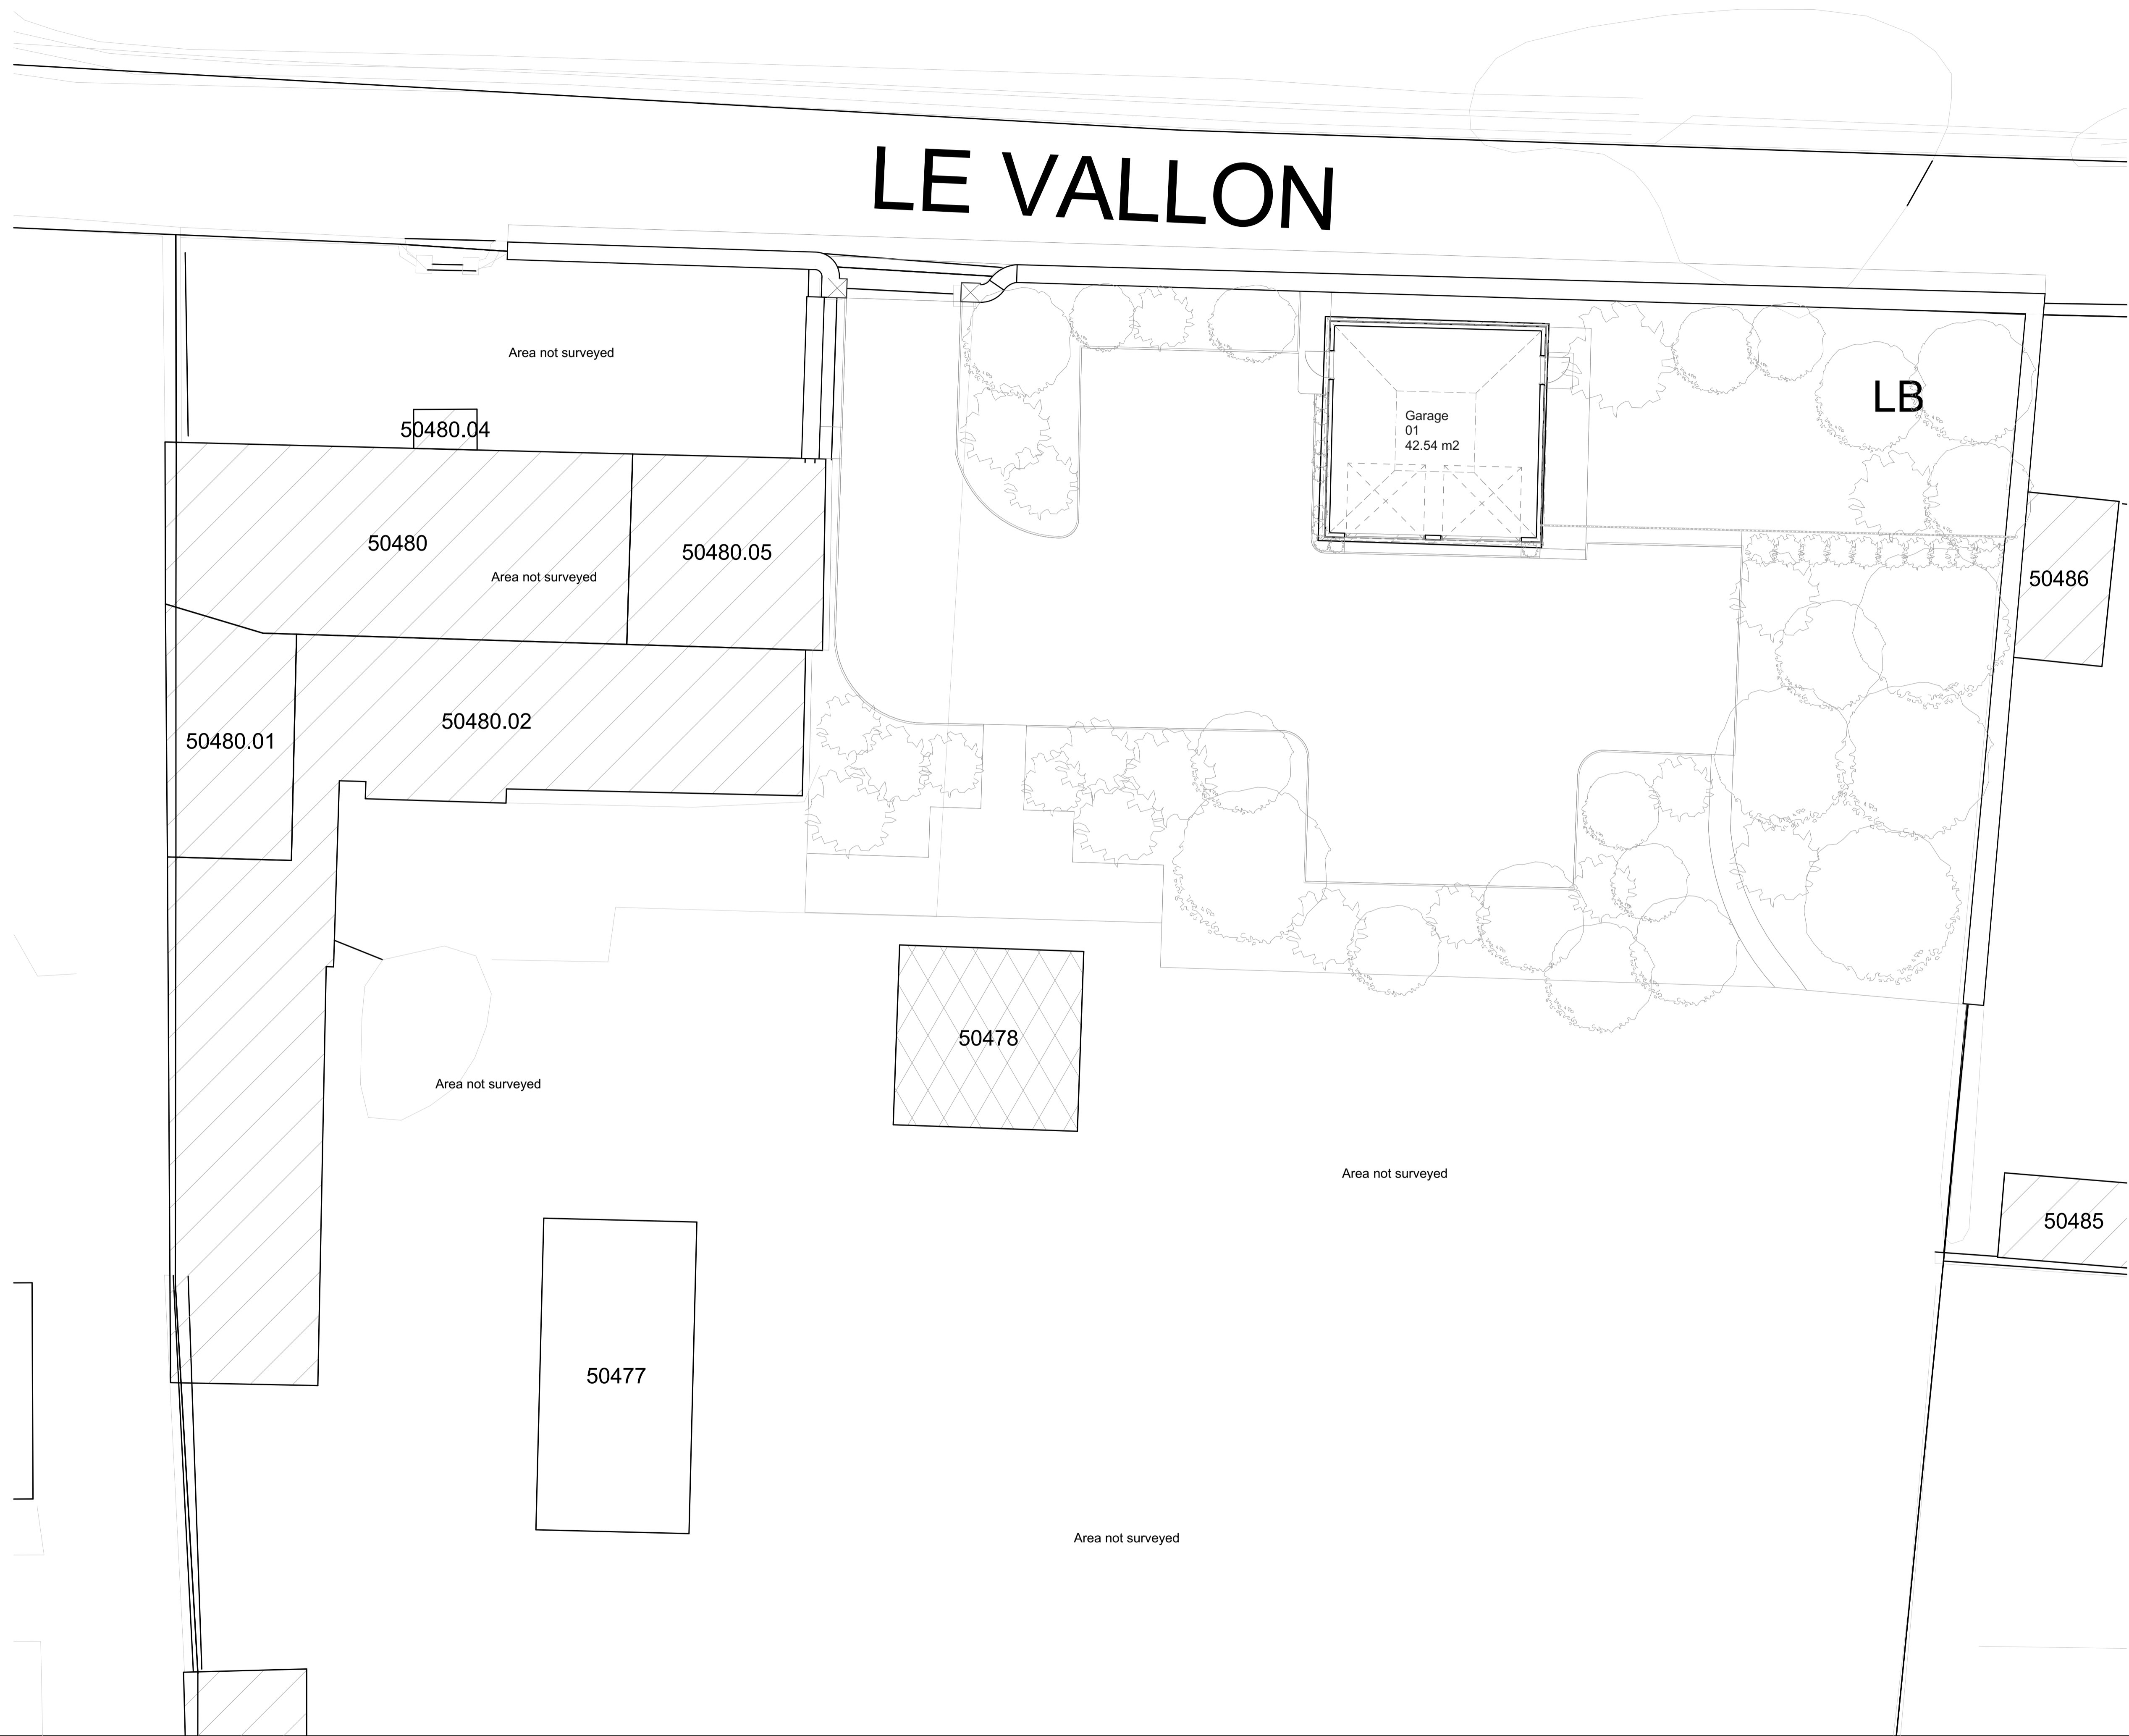 LE VALLON
Area not surveyed
LB
Garage
01
42.54 m2
50480.04
50480
50480.05
Area not surveyed
50486
50480.02
50480.01
50478
Area not surveyed
Area not surveyed
50485
50477
Area not surveyed